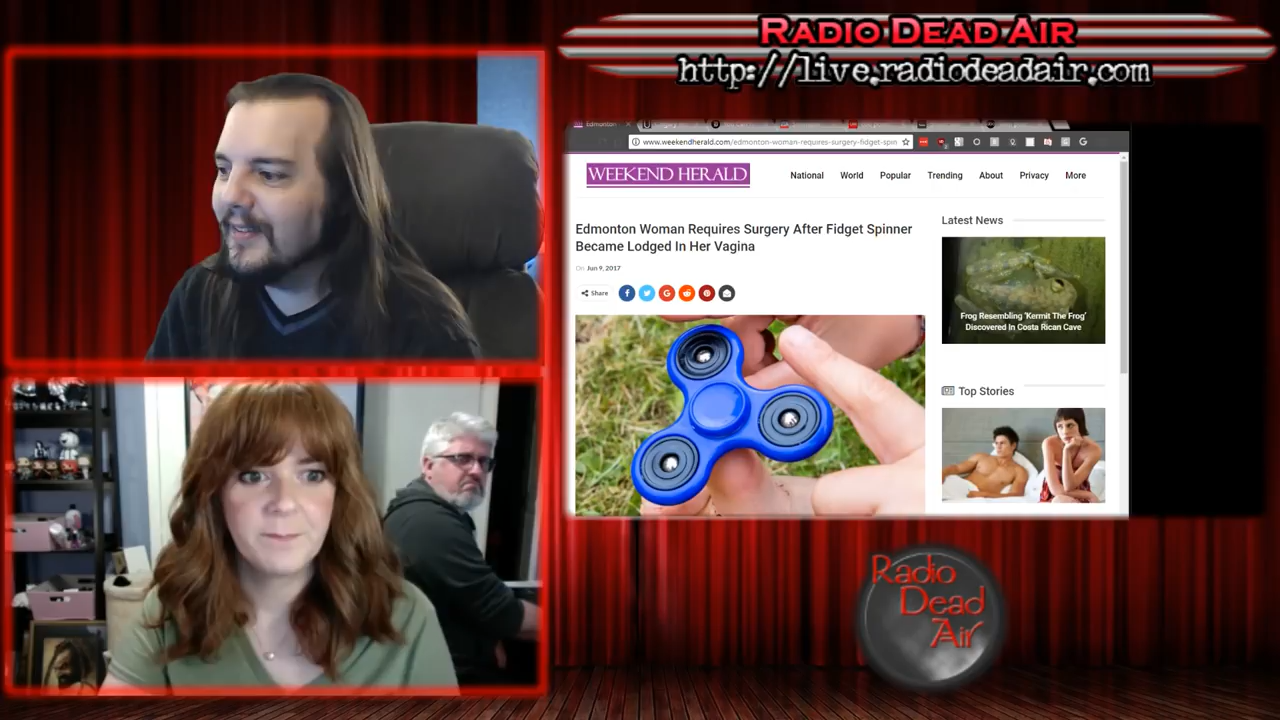 RADIO DEAD AIR
http://live.radiodeadair.com
Edmonton
www.weekendherald.com/edmonton-woman-requires-surgery-fidget-spin
WEEKEND HERALD
National World Popular Trending About Privacy More
Edmonton Woman Requires Surgery After Fidget Spinner
Became Lodged In Her Vagina
On Jun 9, 2017
Share
Latest News
Frog Resembling 'Kermit The Frog'
Discovered In Costa Rican Cave
Top Stories
Radio
Dead
Air